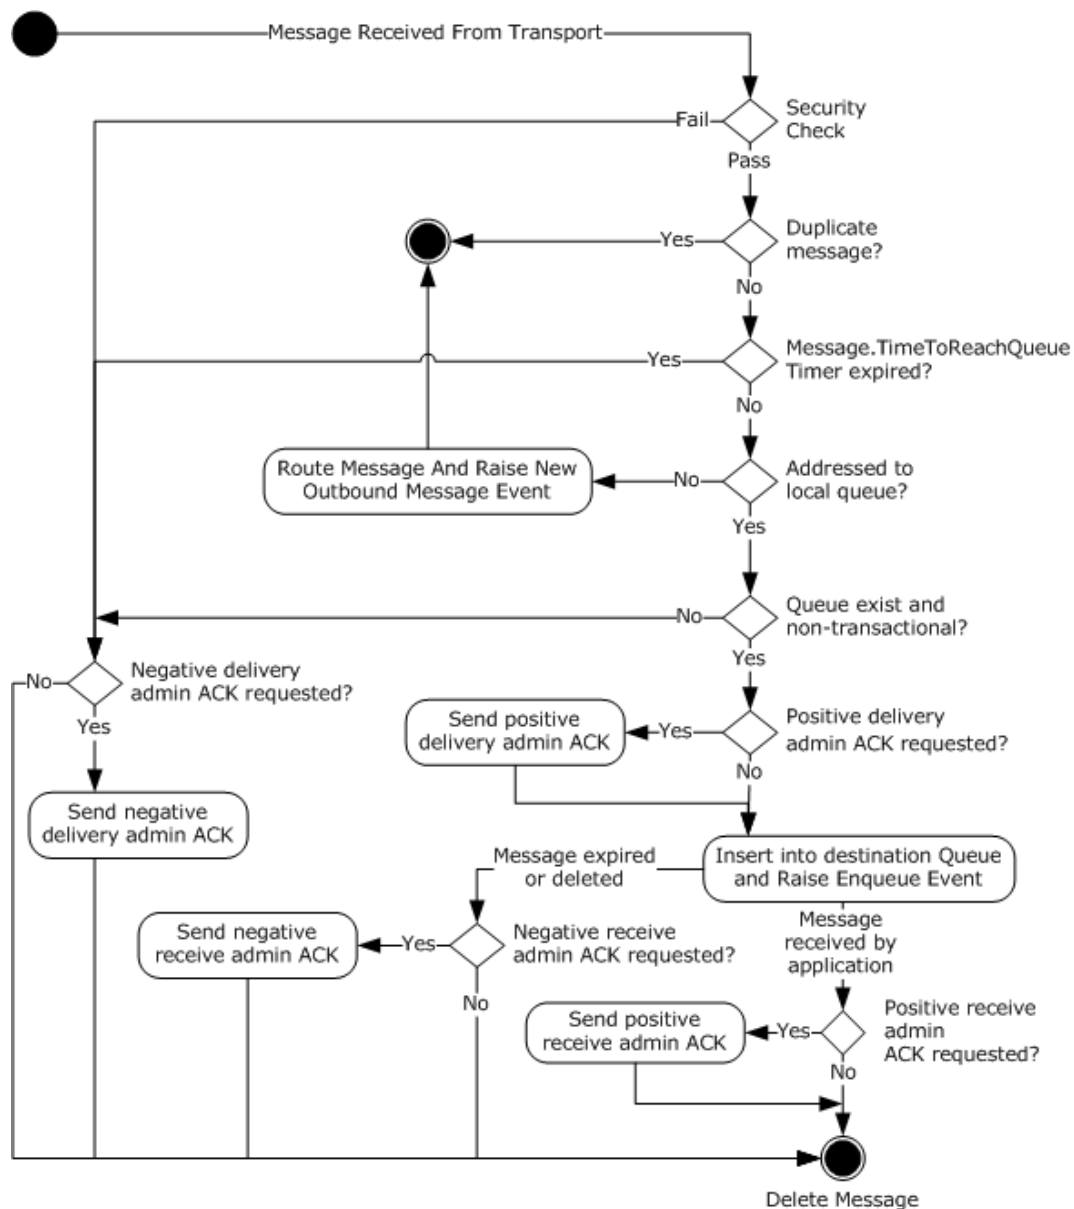 Message Received From Transport
Security
Check
Fail
Pass
Duplicate
message?
Yes
No
Message.TimeToReachQueue
Timer expired?
Yes
No
Route Message And Raise New
Outbound Message Event
No
Addressed to
local queue?
Yes
Queue exist and
non-transactional?
No
Yes
No
Negative delivery
admin ACK requested?
Yes
Send positive
delivery admin ACK
Yes
Positive delivery
admin ACK requested?
No
Send negative
delivery admin ACK
Message expired
or deleted
Insert into destination Queue
and Raise Enqueue Event
Send negative
receive admin ACK
Yes
Negative receive
admin ACK requested?
No
Message
received by
application
Send positive
receive admin ACK
Yes
Positive receive
admin
ACK requested?
No
Delete Message